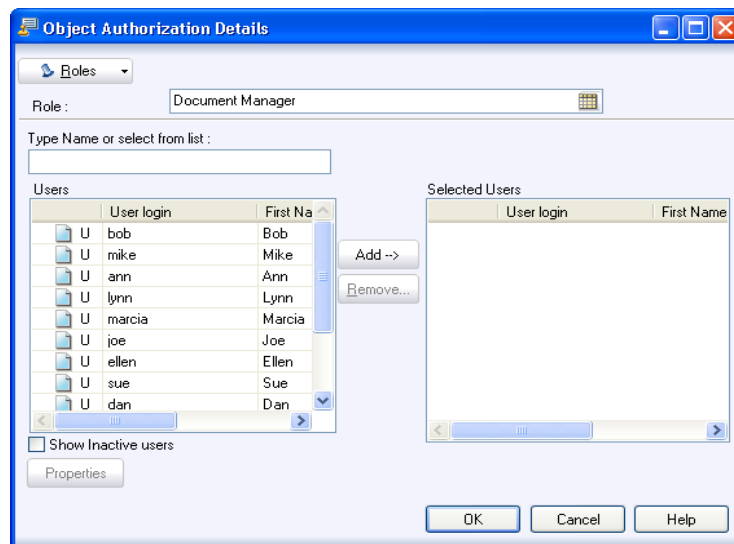 Object Authorization Details
Roles
Role : Document Manager
Type Name or select from list :
Users
User login First Na
U bob Bob
U mike Mike
U ann Ann
U lynn Lynn
U marcia Marcia
U joe Joe
U ellen Ellen
U sue Sue
U dan Dan
Add -->
Remove...
Selected Users
User login First Name
Show Inactive users
Properties
OK Cancel Help